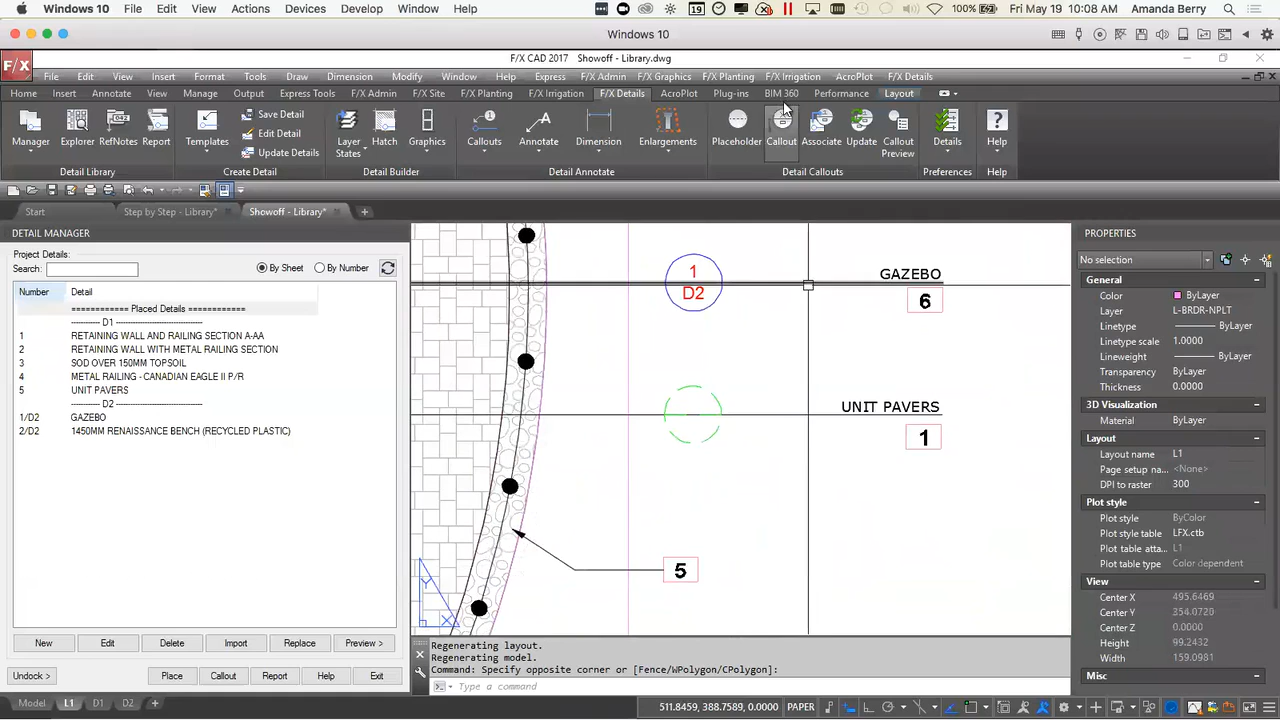 Windows 10 File Edit View Actions Devices Develop Window Help 19 100% Fri May 19 10:08 AM Amanda Berry
Windows 10
F/X CAD 2017 Showoff - Library.dwg
F/X File Edit View Insert Format Tools Draw Dimension Modify Window Help Express F/X Admin F/X Graphics F/X Planting F/X Irrigation AcroPlot F/X Details
Home Insert Annotate View Manage Output Express Tools F/X Admin F/X Site F/X Planting F/X Irrigation F/X Details AcroPlot Plug-ins BIM 360 Performance Layout
Manager Explorer RefNotes Report Templates Save Detail Edit Detail Update Details Layer States Hatch Graphics Callouts Annotate Dimension Enlargements Placeholder Callout Associate Update Callout Preview Details Help
Detail Library Create Detail Detail Builder Detail Annotate Detail Callouts Preferences Help
Start Step by Step - Library* Showoff - Library*
DETAIL MANAGER
Project Details:
Search: By Sheet By Number
Number Detail
============ Placed Details ============
----------- D1 -----------------------------------
1 RETAINING WALL AND RAILING SECTION A-AA
2 RETAINING WALL WITH METAL RAILING SECTION
3 SOD OVER 150MM TOPSOIL
4 METAL RAILING - CANADIAN EAGLE II P/R
5 UNIT PAVERS
----------- D2 -----------------------------------
1/D2 GAZEBO
2/D2 1450MM RENAISSANCE BENCH (RECYCLED PLASTIC)
New Edit Delete Import Replace Preview >
Undock > Place Callout Report Help Exit
1
D2
GAZEBO
6
UNIT PAVERS
1
5
Y
X
Regenerating layout.
Regenerating model.
Command: Specify opposite corner or [Fence/WPolygon/CPolygon]:
Type a command
PROPERTIES
No selection
General
Color ByLayer
Layer L-BRDR-NPLT
Linetype ByLayer
Linetype scale 1.0000
Lineweight ByLayer
Transparency ByLayer
Thickness 0.0000
3D Visualization
Material ByLayer
Layout
Layout name L1
Page setup na... <None>
DPI to raster 300
Plot style
Plot style ByColor
Plot style table LFX.ctb
Plot table atta... L1
Plot table type Color dependent
View
Center X 495.6469
Center Y 354.0720
Center Z 0.0000
Height 99.2432
Width 159.0981
Misc
Model L1 D1 D2 +
511.8459, 388.7589, 0.0000 PAPER